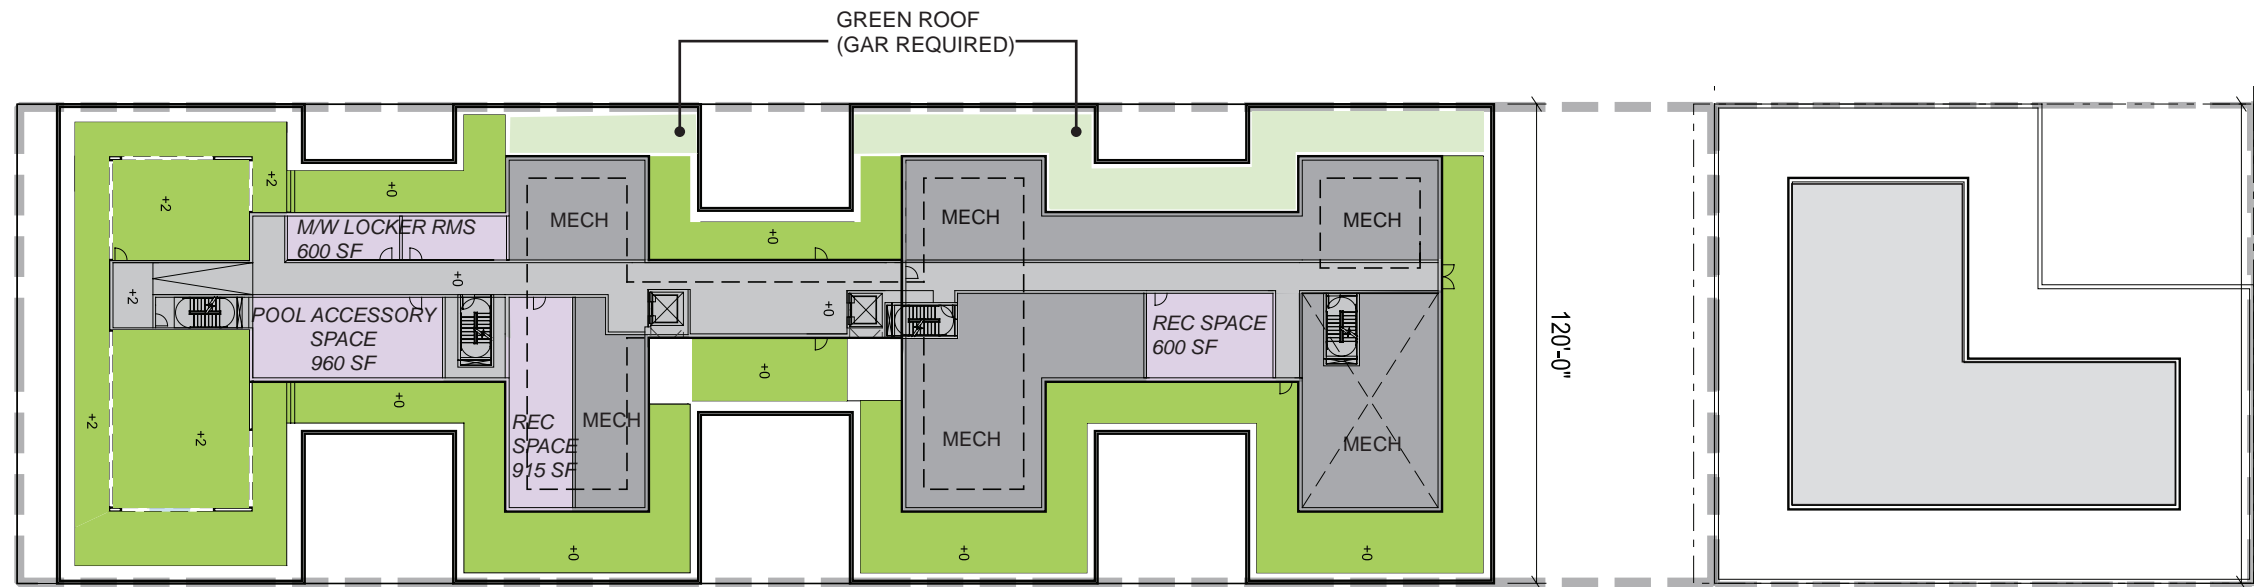 GREEN ROOF
(GAR REQUIRED)
+2
+2
+0
MECH
MECH
MECH
M/W LOCKER RMS
600 SF
+0
+0
+2
+0
POOL ACCESSORY
SPACE
960 SF
REC SPACE
600 SF
120'-0"
+0
+0
+2
+2
REC
SPACE
915 SF
MECH
MECH
MECH
+0
+0
+0